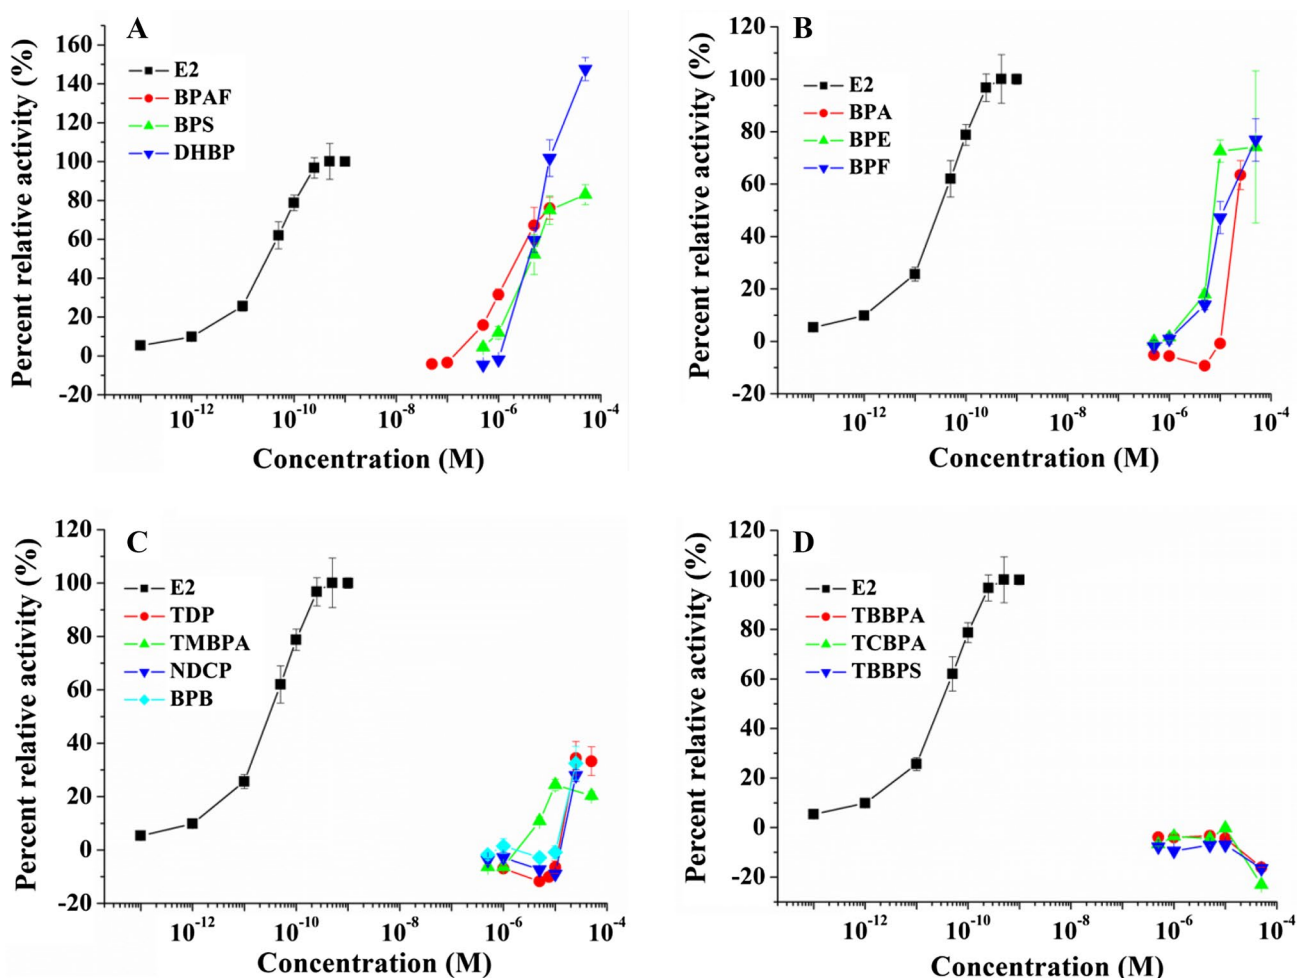 A
Percent relative activity (%)
160
140
120
100
80
60
40
20
0
-20
E2
BPAF
BPS
DHBP
10⁻¹² 10⁻¹⁰ 10⁻⁸ 10⁻⁶ 10⁻⁴
Concentration (M)
B
Percent relative activity (%)
120
100
80
60
40
20
0
-20
E2
BPA
BPE
BPF
10⁻¹² 10⁻¹⁰ 10⁻⁸ 10⁻⁶ 10⁻⁴
Concentration (M)
C
Percent relative activity (%)
120
100
80
60
40
20
0
-20
E2
TDP
TMBPA
NDCP
BPB
10⁻¹² 10⁻¹⁰ 10⁻⁸ 10⁻⁶ 10⁻⁴
Concentration (M)
D
Percent relative activity (%)
120
100
80
60
40
20
0
-20
E2
TBBPA
TCBPA
TBBPS
10⁻¹² 10⁻¹⁰ 10⁻⁸ 10⁻⁶ 10⁻⁴
Concentration (M)